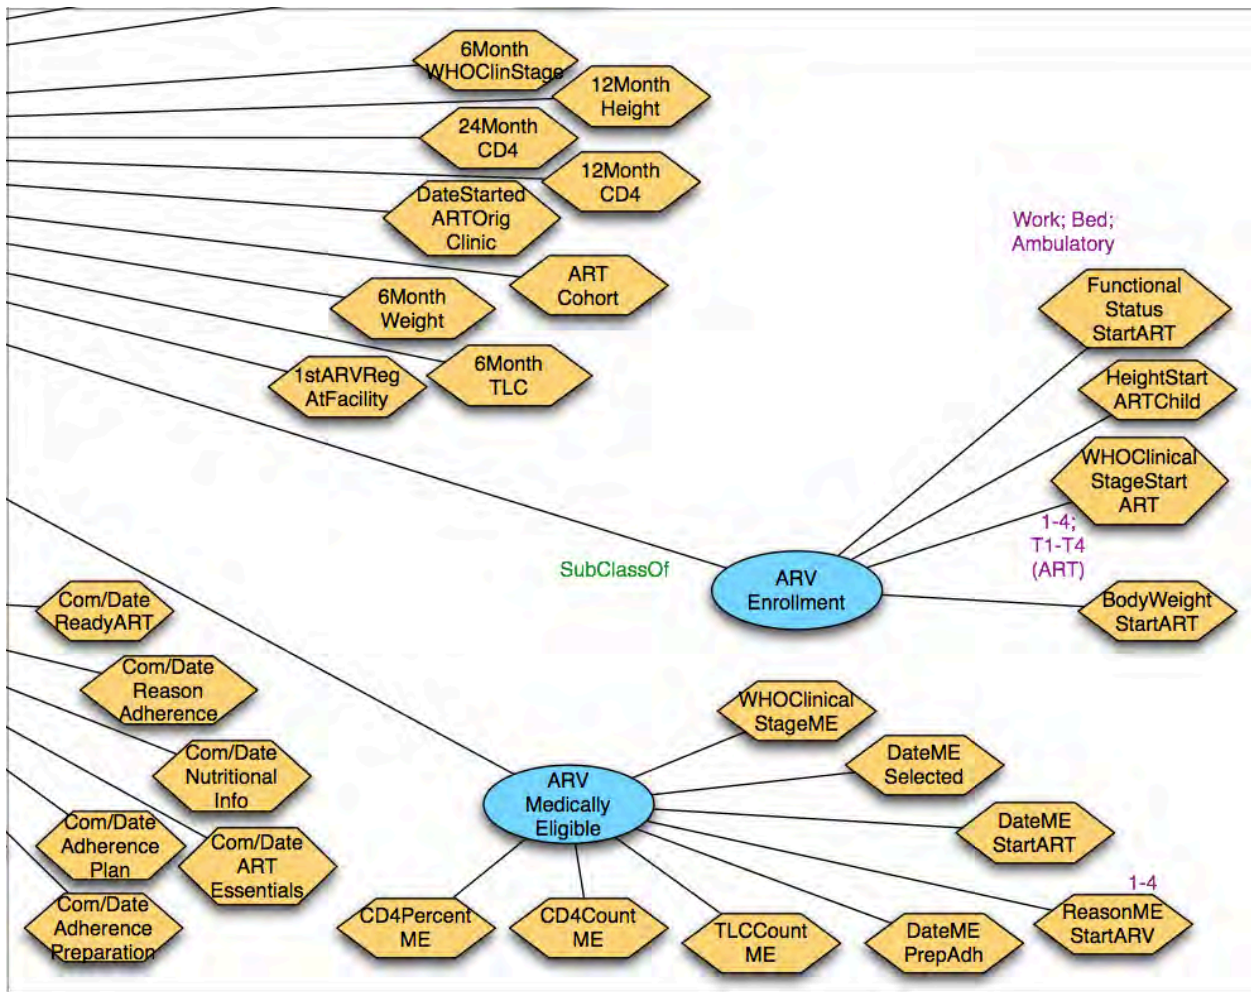 6Month
WHOClinStage
12Month
Height
24Month
CD4
12Month
CD4
DateStarted
ARTOrig
Clinic
ART
Cohort
6Month
Weight
6Month
TLC
1stARVReg
AtFacility
Work; Bed;
Ambulatory
Functional
Status
StartART
HeightStart
ARTChild
WHOClinical
StageStart
ART
1-4;
T1-T4
(ART)
SubClassOf
ARV
Enrollment
BodyWeight
StartART
Com/Date
ReadyART
Com/Date
Reason
Adherence
Com/Date
Nutritional
Info
Com/Date
Adherence
Plan
Com/Date
ART
Essentials
Com/Date
Adherence
Preparation
ARV
Medically
Eligible
WHOClinical
StageME
DateME
Selected
DateME
StartART
1-4
ReasonME
StartARV
DateME
PrepAdh
TLCCount
ME
CD4Count
ME
CD4Percent
ME